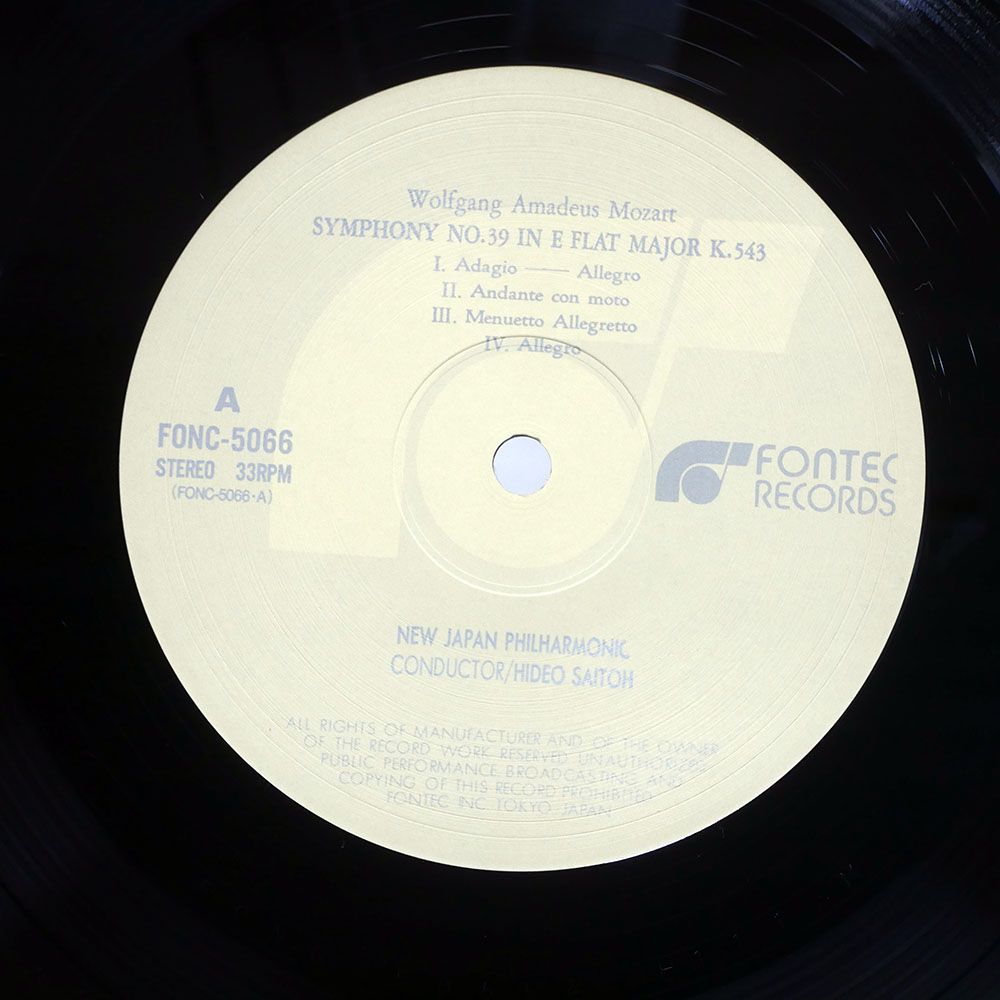 Wolfgang Amadeus Mozart
SYMPHONY NO.39 IN E FLAT MAJOR K.543
I. Adagio —— Allegro
II. Andante con moto
III. Menuetto Allegretto
IV. Allegro
A
FONC-5066
STEREO 33RPM
(FONC-5066·A)
FONTEC
RECORDS
NEW JAPAN PHILHARMONIC
CONDUCTOR/HIDEO SAITOH
ALL RIGHTS OF MANUFACTURER AND OF THE OWNER
OF THE RECORD WORK RESERVED UNAUTHORIZED
PUBLIC PERFORMANCE BROADCASTING AND
COPYING OF THIS RECORD PROHIBITED
FONTEC INC. TOKYO JAPAN